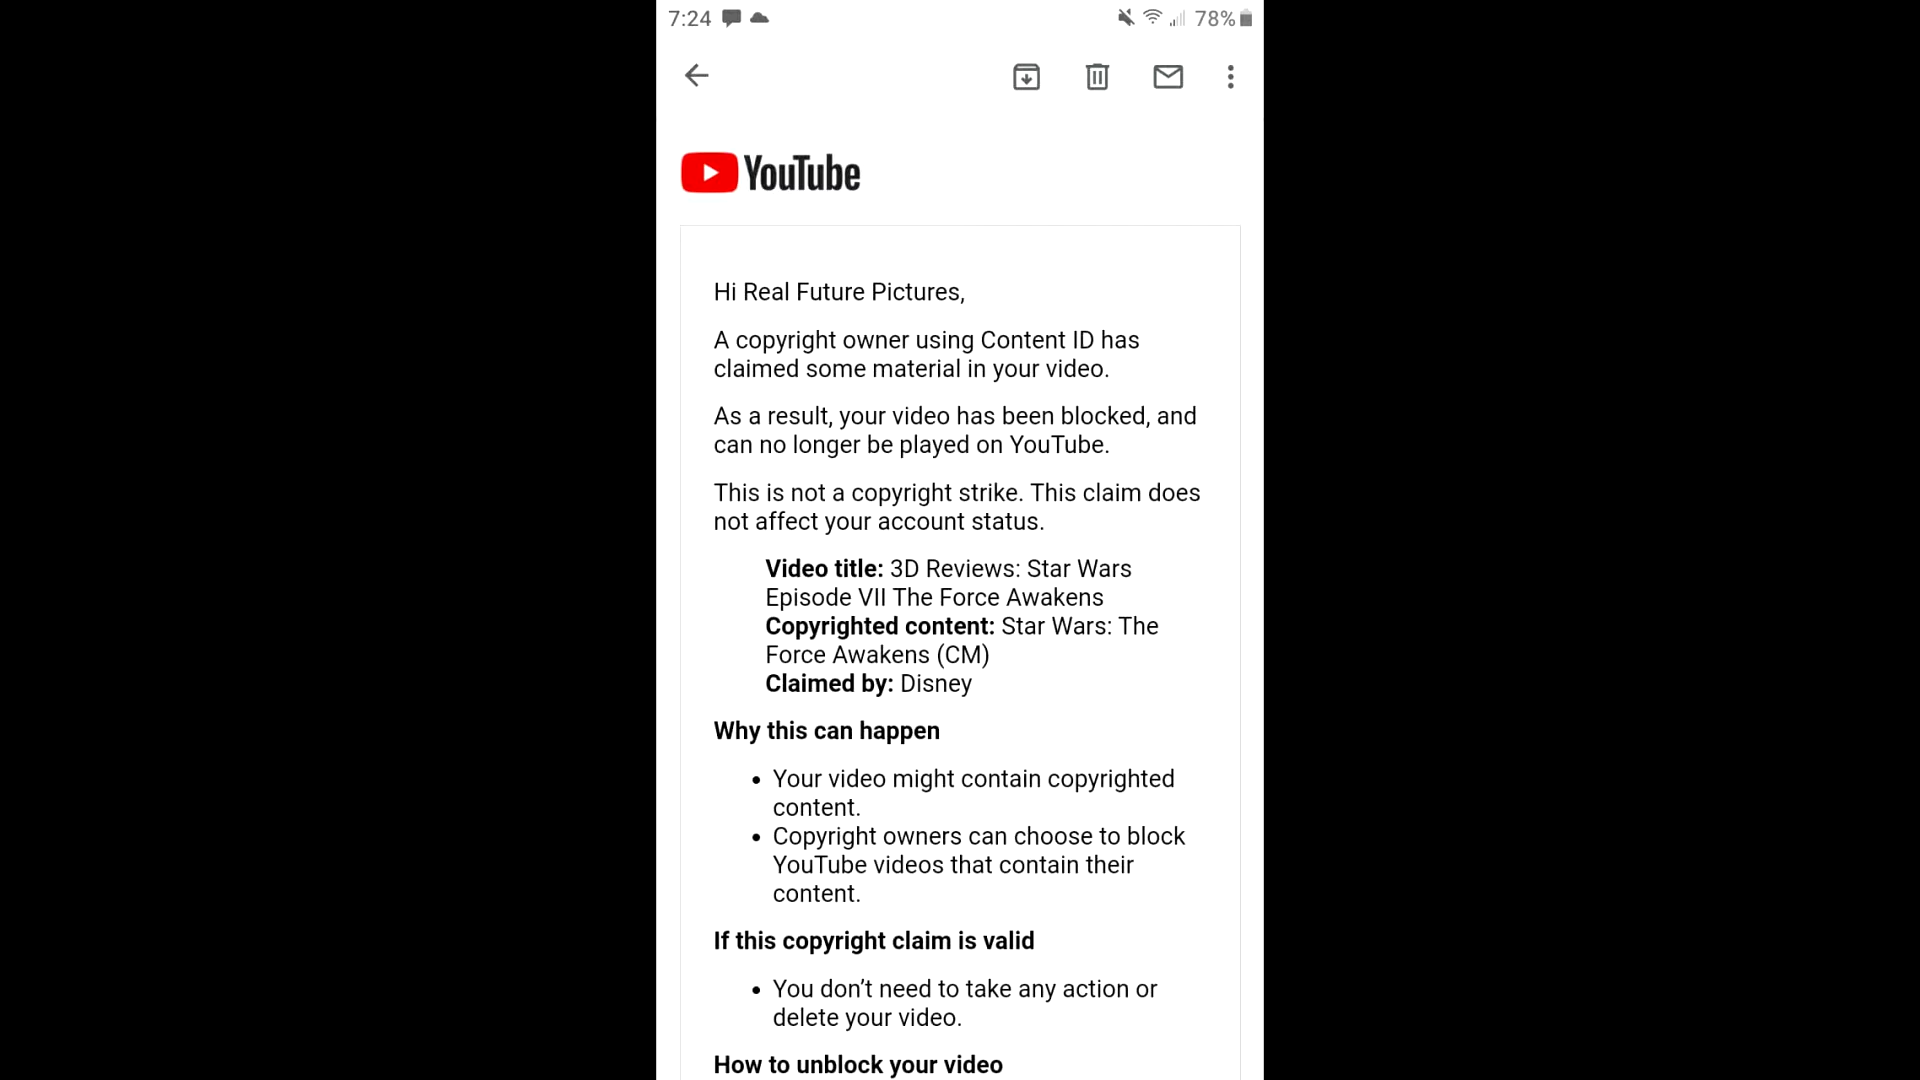 7:24
78%
YouTube
Hi Real Future Pictures,
A copyright owner using Content ID has
claimed some material in your video.
As a result, your video has been blocked, and
can no longer be played on YouTube.
This is not a copyright strike. This claim does
not affect your account status.
Video title: 3D Reviews: Star Wars
Episode VII The Force Awakens
Copyrighted content: Star Wars: The
Force Awakens (CM)
Claimed by: Disney
Why this can happen
• Your video might contain copyrighted
content.
• Copyright owners can choose to block
YouTube videos that contain their
content.
If this copyright claim is valid
• You don’t need to take any action or
delete your video.
How to unblock your video